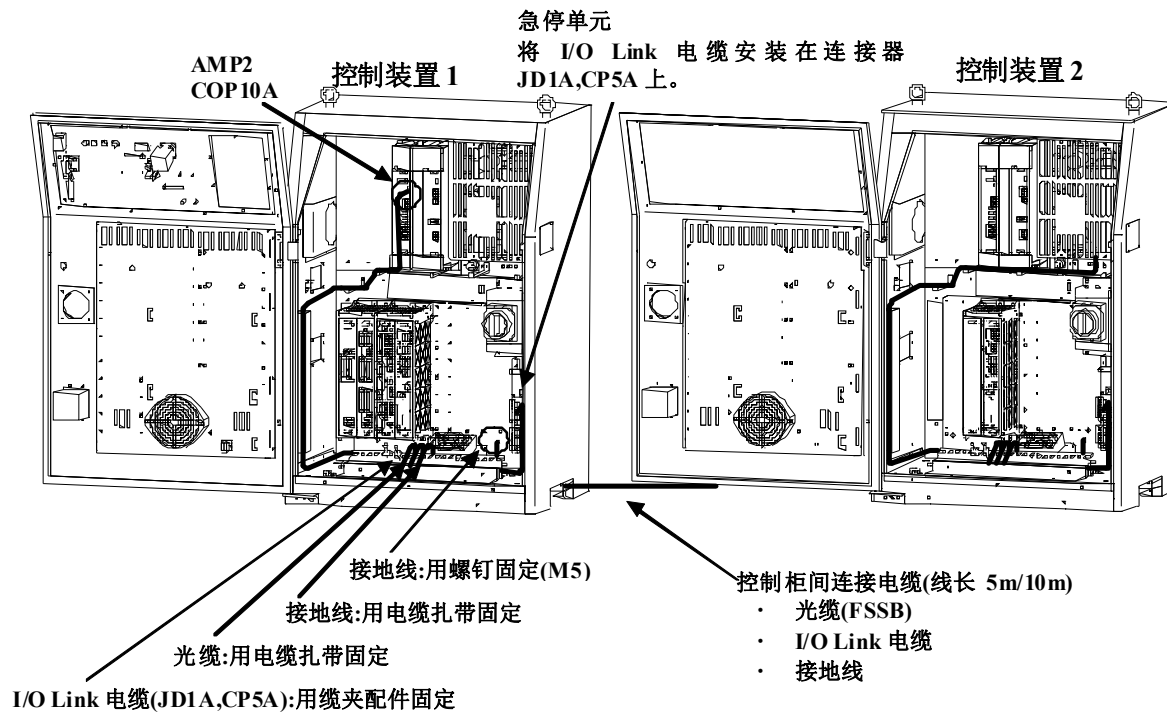 急停单元
将 I/O Link 电缆安装在连接器
JD1A,CP5A 上。
AMP2
COP10A
控制装置 1
控制装置 2
接地线:用螺钉固定(M5)
接地线:用电缆扎带固定
光缆:用电缆扎带固定
I/O Link 电缆(JD1A,CP5A):用缆夹配件固定
控制柜间连接电缆(线长 5m/10m)
· 光缆(FSSB)
· I/O Link 电缆
· 接地线